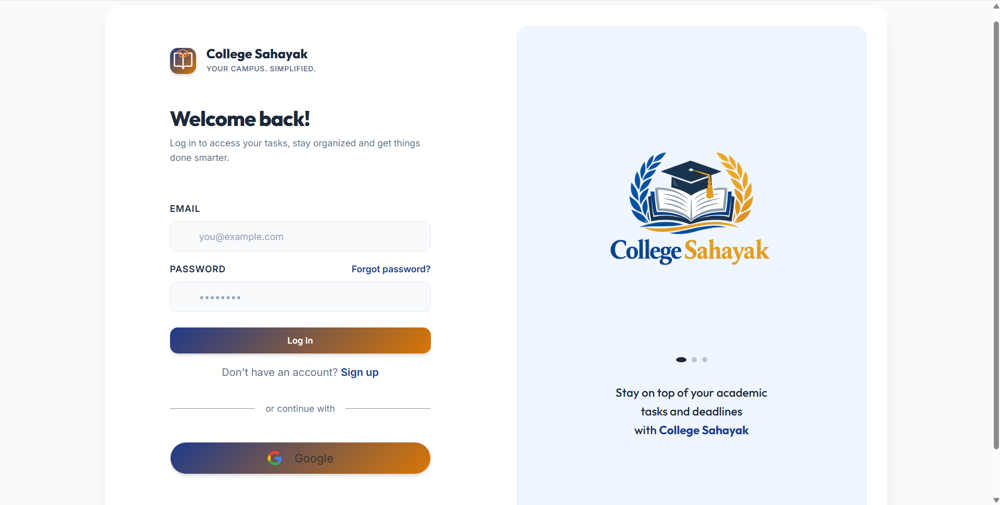 College Sahayak
YOUR CAMPUS. SIMPLIFIED.
Welcome back!
Log in to access your tasks, stay organized and get things
done smarter.
EMAIL
you@example.com
PASSWORD
Forgot password?
••••••••
Log In
Don't have an account? Sign up
or continue with
Google
College Sahayak
Stay on top of your academic
tasks and deadlines
with College Sahayak